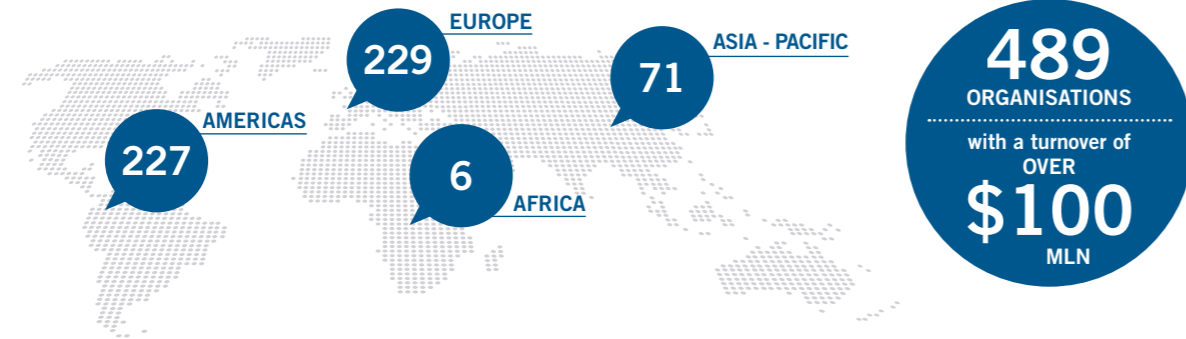 EUROPE
229
ASIA - PACIFIC
71
AMERICAS
227
6
AFRICA
489
ORGANISATIONS
with a turnover of
OVER
$100
MLN